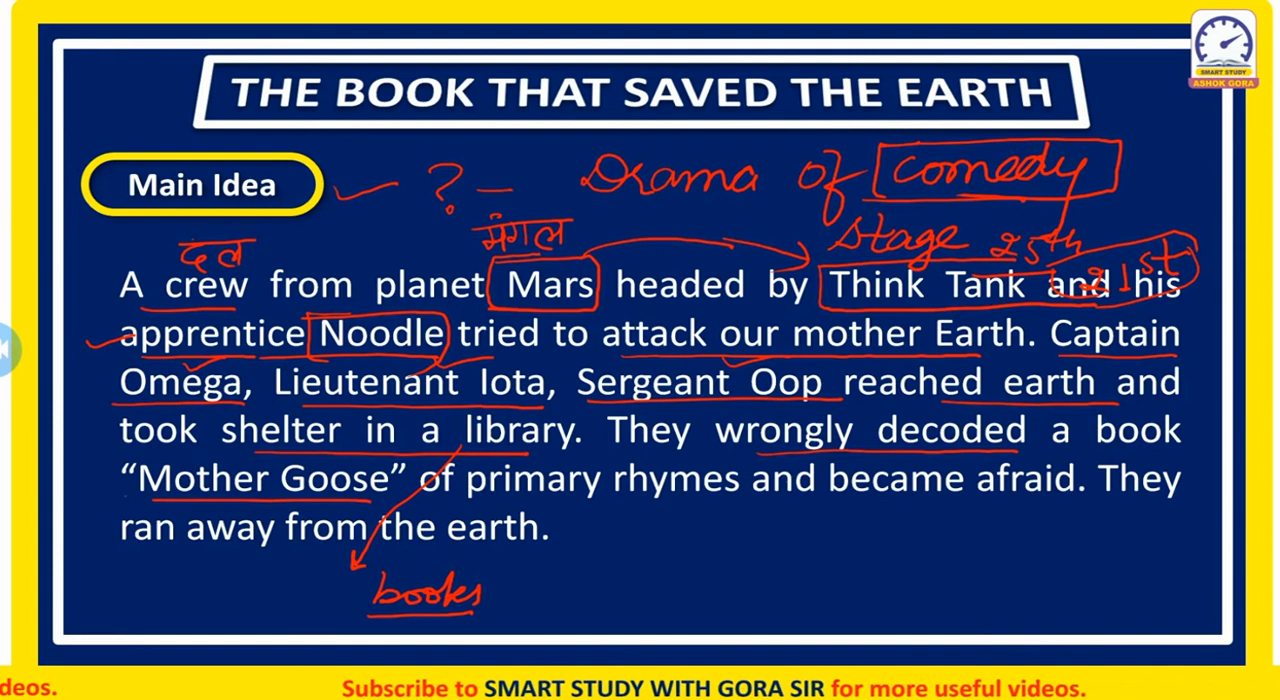 SMART STUDY
ASHOK GORA
THE BOOK THAT SAVED THE EARTH
Main Idea ? - Drama of comedy
दल मंगल stage 25th
21st
A crew from planet Mars headed by Think Tank and his
apprentice Noodle tried to attack our mother Earth. Captain
Omega, Lieutenant Iota, Sergeant Oop reached earth and
took shelter in a library. They wrongly decoded a book
“Mother Goose” of primary rhymes and became afraid. They
ran away from the earth.
books
deos.
Subscribe to SMART STUDY WITH GORA SIR for more useful videos.